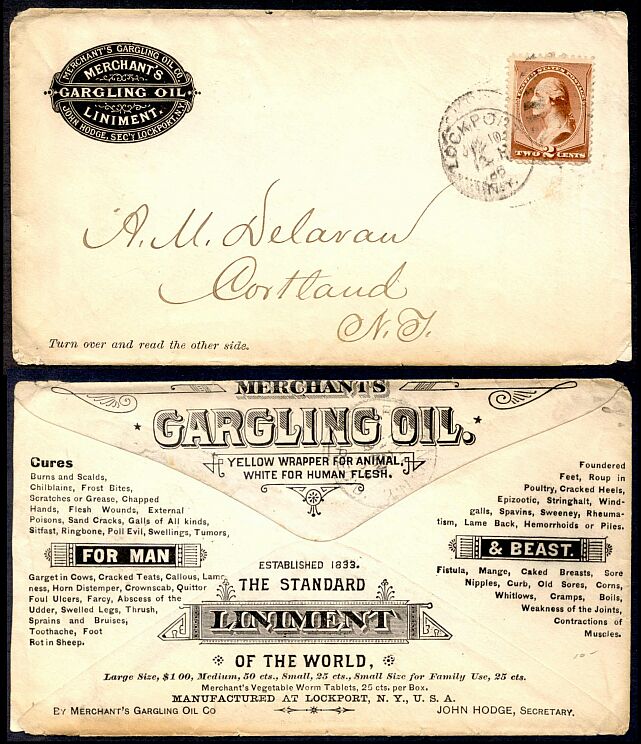 MERCHANT'S GARGLING OIL CO.
MERCHANT'S
GARGLING OIL
LINIMENT.
JOHN HODGE, SEC'Y LOCKPORT, N.Y.
UNITED STATES POSTAGE
TWO 2 CENTS
LOCKPORT
N.Y.
A. M. Delavan
Cortland
N.Y.
Turn over and read the other side.
MERCHANT'S
GARGLING OIL.
YELLOW WRAPPER FOR ANIMAL,
WHITE FOR HUMAN FLESH.
Cures
Burns and Scalds,
Chilblains, Frost Bites,
Scratches or Grease, Chapped
Hands, Flesh Wounds, External
Poisons, Sand Cracks, Galls of All kinds,
Sitfast, Ringbone, Poll Evil, Swellings, Tumors,
FOR MAN
Garget in Cows, Cracked Teats, Callous, Lame-
ness, Horn Distemper, Crownscab, Quittor
Foul Ulcers, Farcy, Abscess of the
Udder, Swelled Legs, Thrush,
Sprains and Bruises,
Toothache, Foot
Rot in Sheep.
Foundered
Feet, Roup in
Poultry, Cracked Heels,
Epizootic, Stringhalt, Wind-
galls, Spavins, Sweeney, Rheuma-
tism, Lame Back, Hemorrhoids or Piles.
& BEAST.
Fistula, Mange, Caked Breasts, Sore
Nipples, Curb, Old Sores, Corns,
Whitlows, Cramps, Boils,
Weakness of the Joints,
Contractions of
Muscles.
ESTABLISHED 1833.
THE STANDARD
LINIMENT
OF THE WORLD,
Large Size, $1 00, Medium, 50 cts., Small, 25 cts., Small Size for Family Use, 25 cts.
Merchant's Vegetable Worm Tablets, 25 cts. per Box.
MANUFACTURED AT LOCKPORT, N. Y., U. S. A.
BY MERCHANT'S GARGLING OIL CO
JOHN HODGE, SECRETARY.